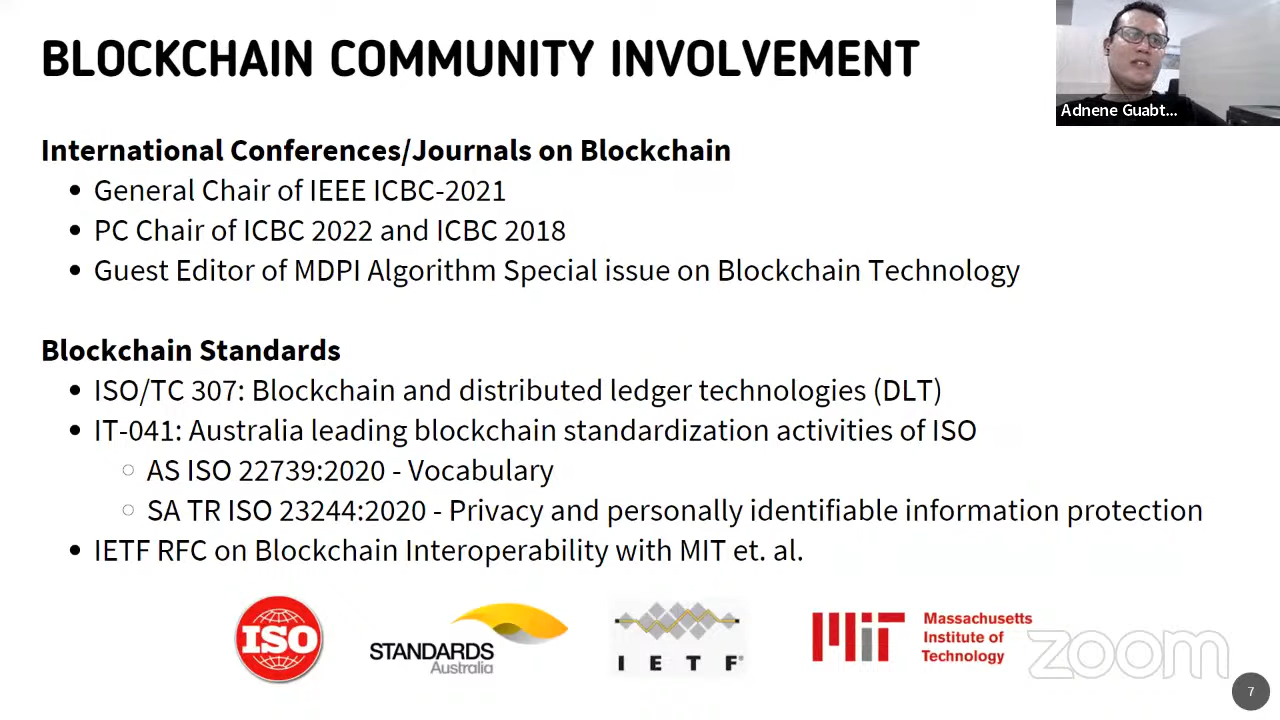 BLOCKCHAIN COMMUNITY INVOLVEMENT
Adnene Guabt...
International Conferences/Journals on Blockchain
• General Chair of IEEE ICBC-2021
• PC Chair of ICBC 2022 and ICBC 2018
• Guest Editor of MDPI Algorithm Special issue on Blockchain Technology
Blockchain Standards
• ISO/TC 307: Blockchain and distributed ledger technologies (DLT)
• IT-041: Australia leading blockchain standardization activities of ISO
○ AS ISO 22739:2020 - Vocabulary
○ SA TR ISO 23244:2020 - Privacy and personally identifiable information protection
• IETF RFC on Blockchain Interoperability with MIT et. al.
ISO
STANDARDS
Australia
I E T F®
MIT
Massachusetts
Institute of
Technology
zoom
7